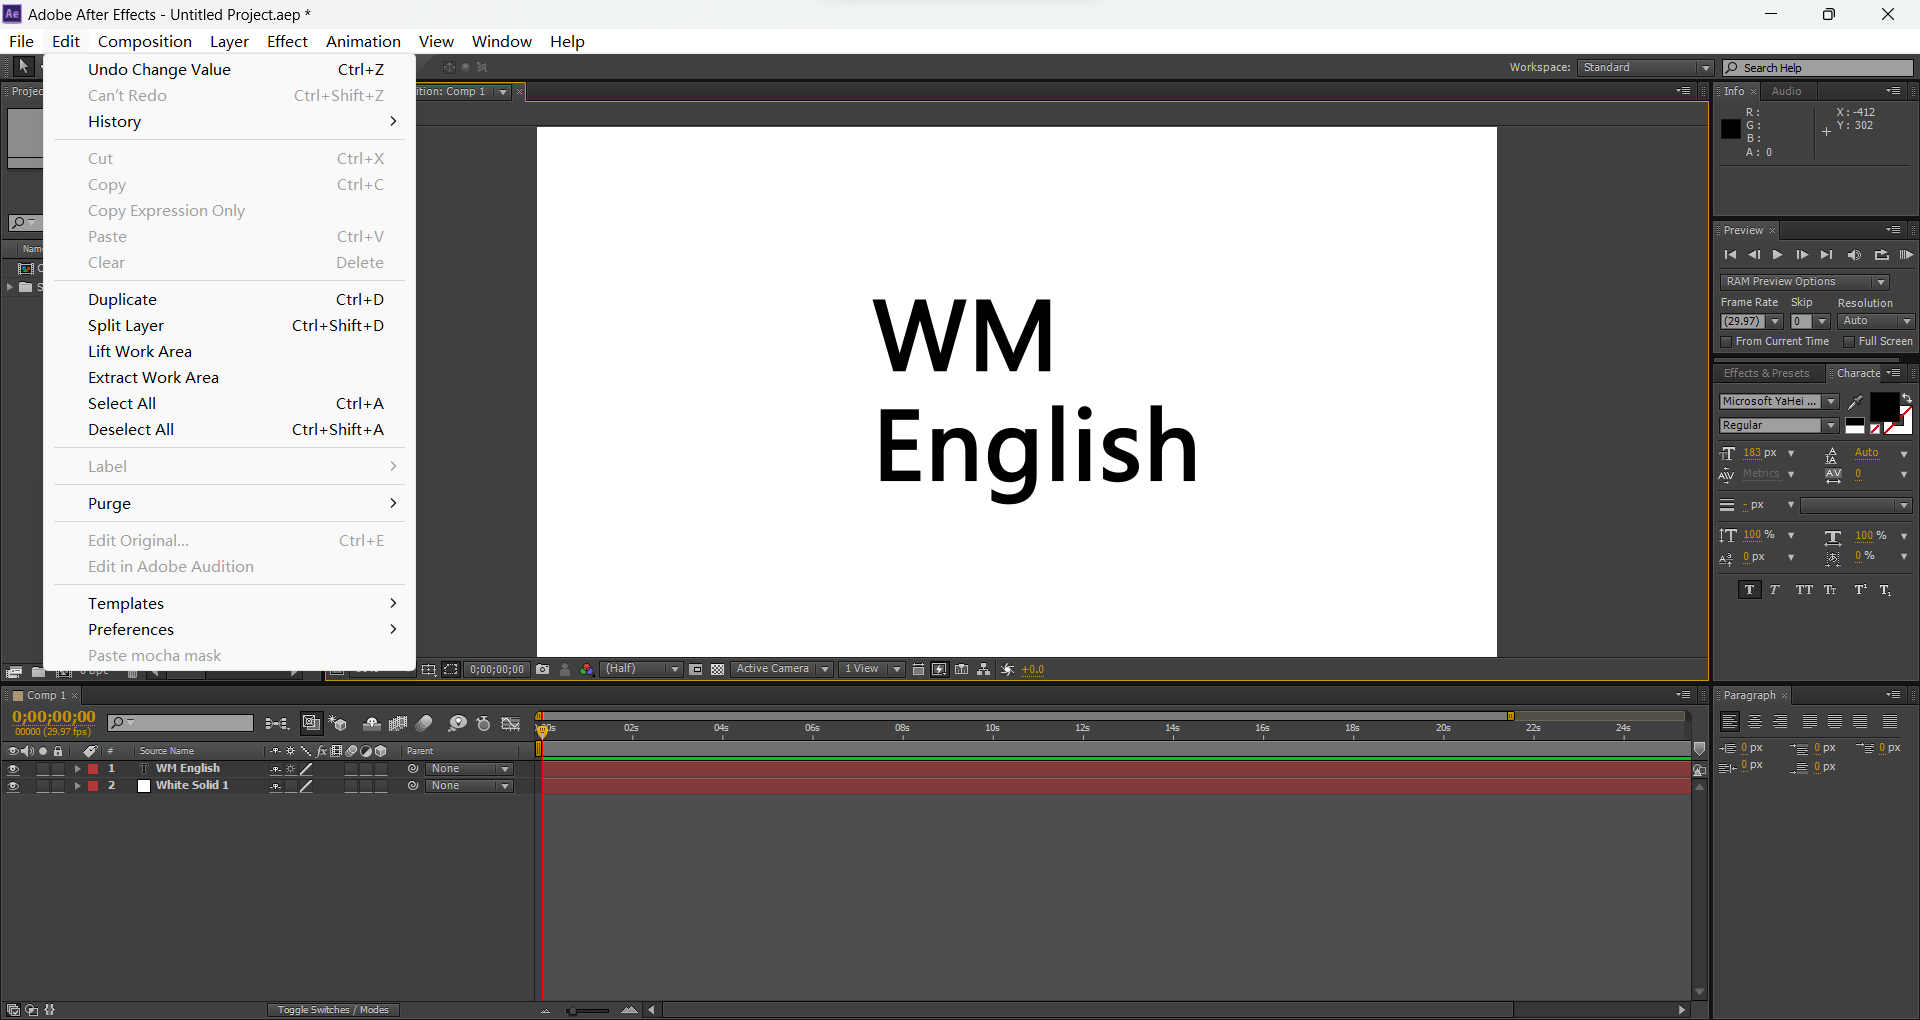 Adobe After Effects - Untitled Project.aep *
File Edit Composition Layer Effect Animation View Window Help
Workspace: Standard Search Help
Undo Change Value Ctrl+Z
Can't Redo Ctrl+Shift+Z
History
Cut Ctrl+X
Copy Ctrl+C
Copy Expression Only
Paste Ctrl+V
Clear Delete
Duplicate Ctrl+D
Split Layer Ctrl+Shift+D
Lift Work Area
Extract Work Area
Select All Ctrl+A
Deselect All Ctrl+Shift+A
Label
Purge
Edit Original... Ctrl+E
Edit in Adobe Audition
Templates
Preferences
Paste mocha mask
ition: Comp 1
WM
English
0;00;00;00 (Half) Active Camera 1 View +0.0
Info Audio
R: X: -412
G: Y: 302
B:
A: 0
Preview
RAM Preview Options
Frame Rate Skip Resolution
(29.97) 0 Auto
From Current Time Full Screen
Effects & Presets Characte
Microsoft YaHei ...
Regular
183 px Auto
Metrics 0
- px
100 % 100 %
0 px 0 %
T T TT Tт T¹ T₁
Comp 1
0;00;00;00
00000 (29.97 fps)
# Source Name Parent
1 WM English None
2 White Solid 1 None
02s 04s 06s 08s 10s 12s 14s 16s 18s 20s 22s 24s
Toggle Switches / Modes
Paragraph
0 px 0 px 0 px
0 px 0 px